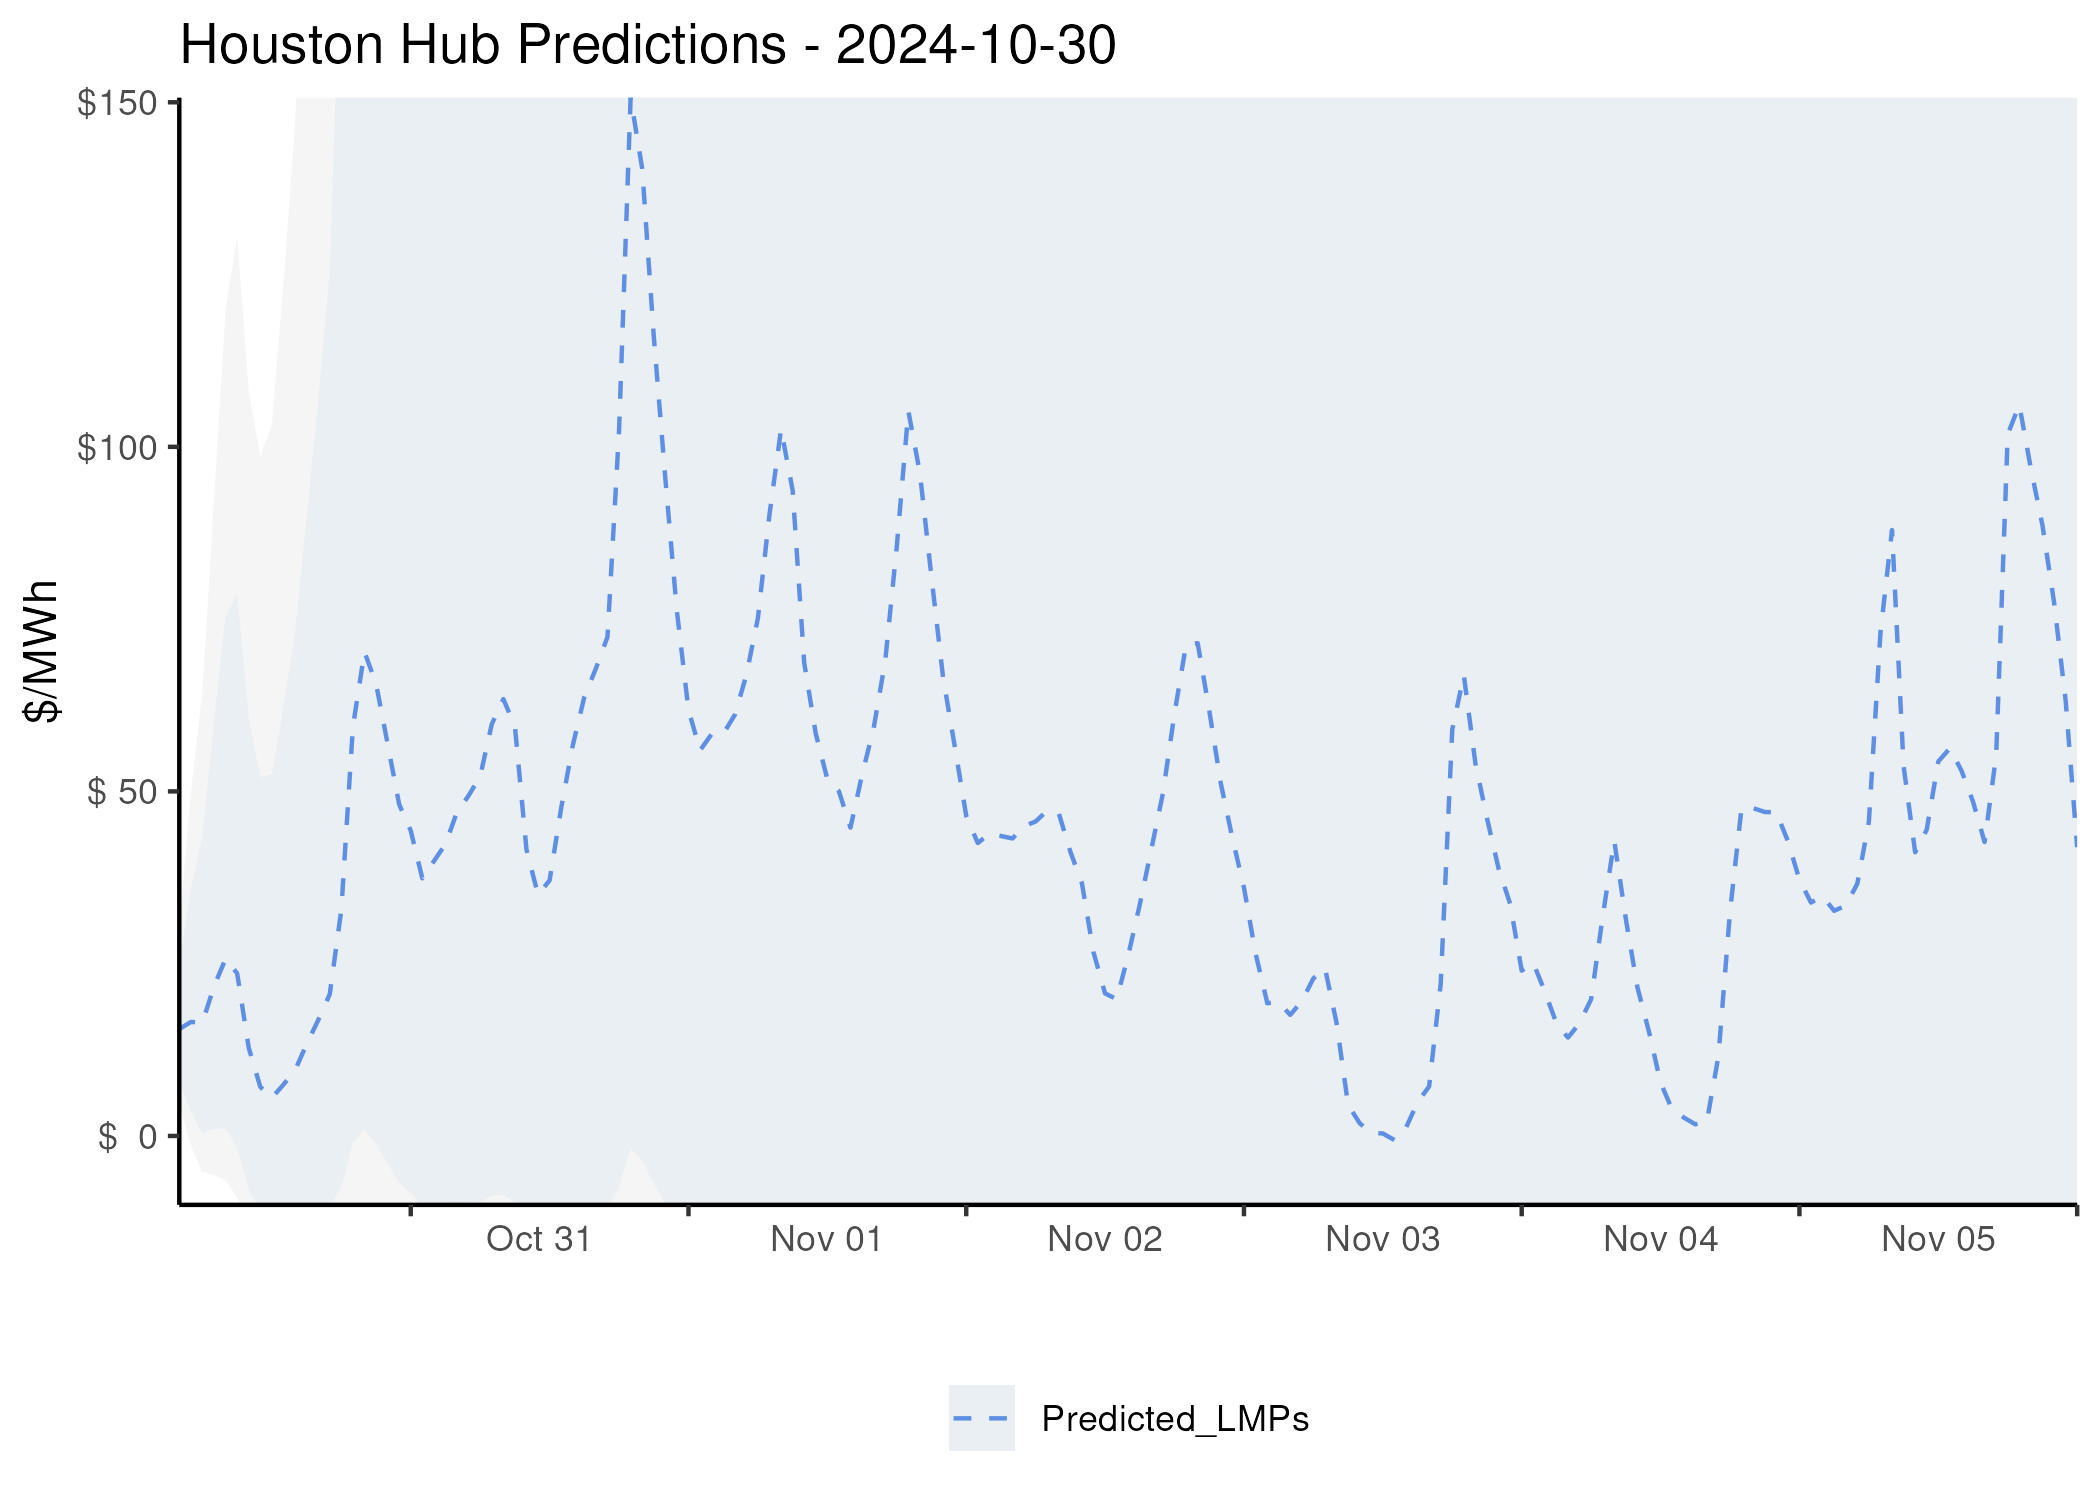 Houston Hub Predictions - 2024-10-30
$150
$100
$ 50
$  0
$/MWh
Oct 31
Nov 01
Nov 02
Nov 03
Nov 04
Nov 05
Predicted_LMPs